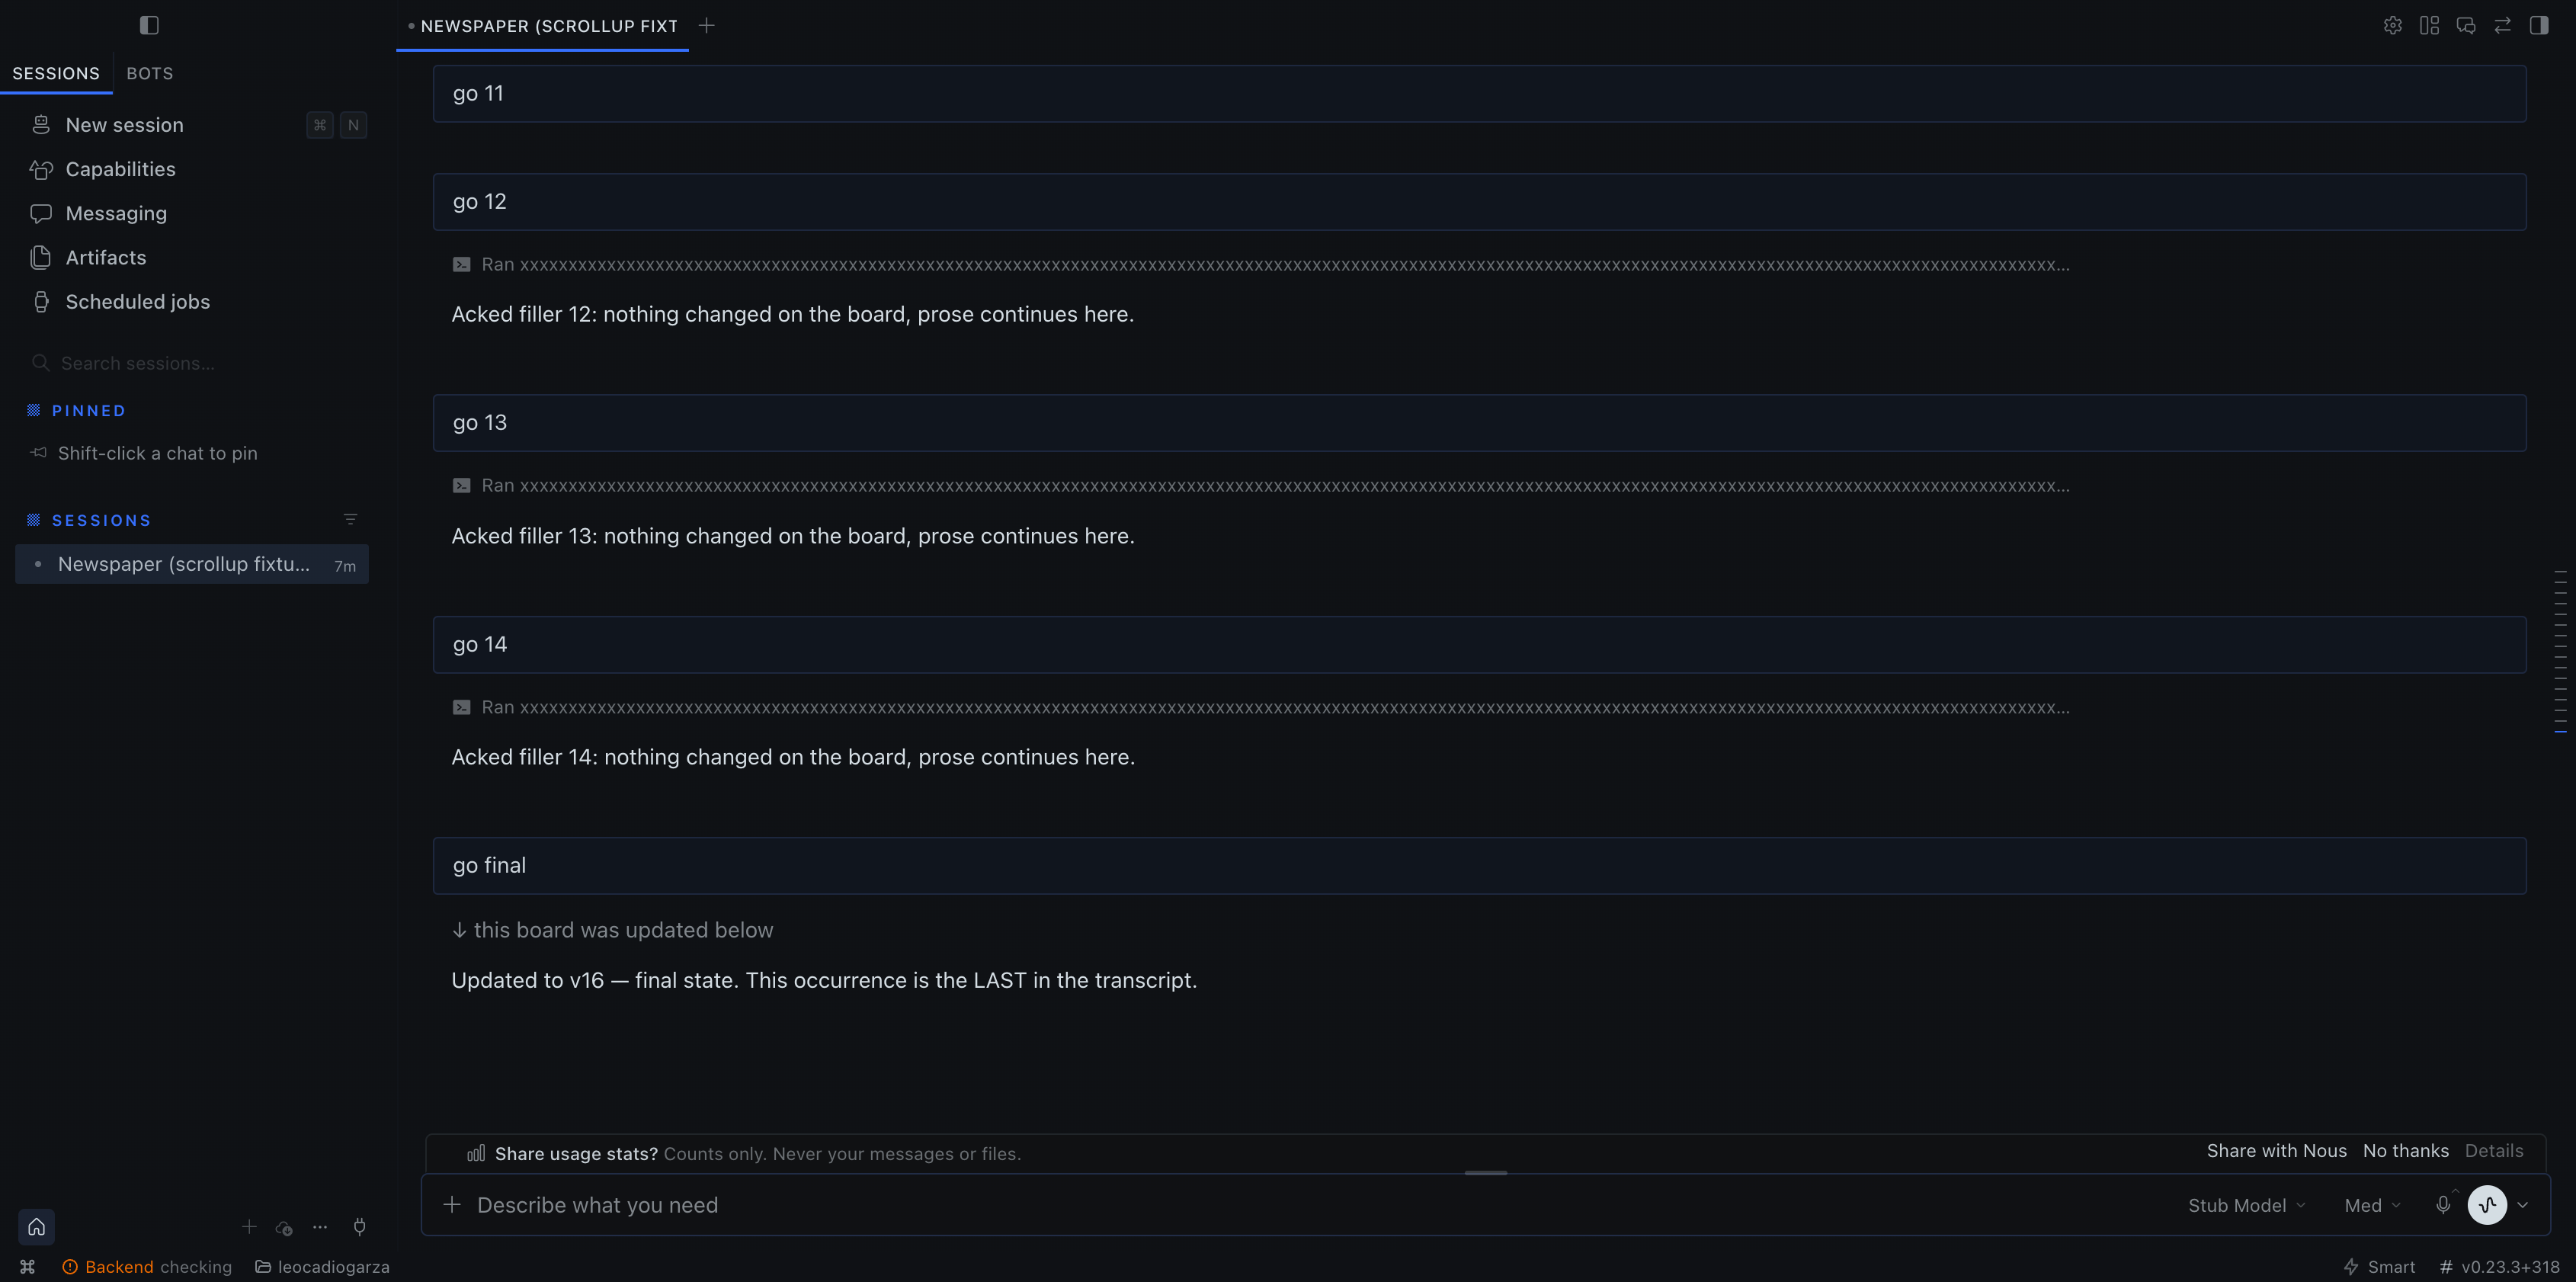 NEWSPAPER (SCROLLUP FIXT
SESSIONS
BOTS
New session
⌘ N
Capabilities
Messaging
Artifacts
Scheduled jobs
Search sessions...
PINNED
Shift-click a chat to pin
SESSIONS
Newspaper (scrollup fixtu... 7m
go 11
go 12
Acked filler 12: nothing changed on the board, prose continues here.
go 13
Acked filler 13: nothing changed on the board, prose continues here.
go 14
Acked filler 14: nothing changed on the board, prose continues here.
go final
↓ this board was updated below
Updated to v16 — final state. This occurrence is the LAST in the transcript.
Share usage stats? Counts only. Never your messages or files.
Share with Nous No thanks Details
Describe what you need
Stub Model Med
Backend checking leocadiogarza
Smart # v0.23.3+318